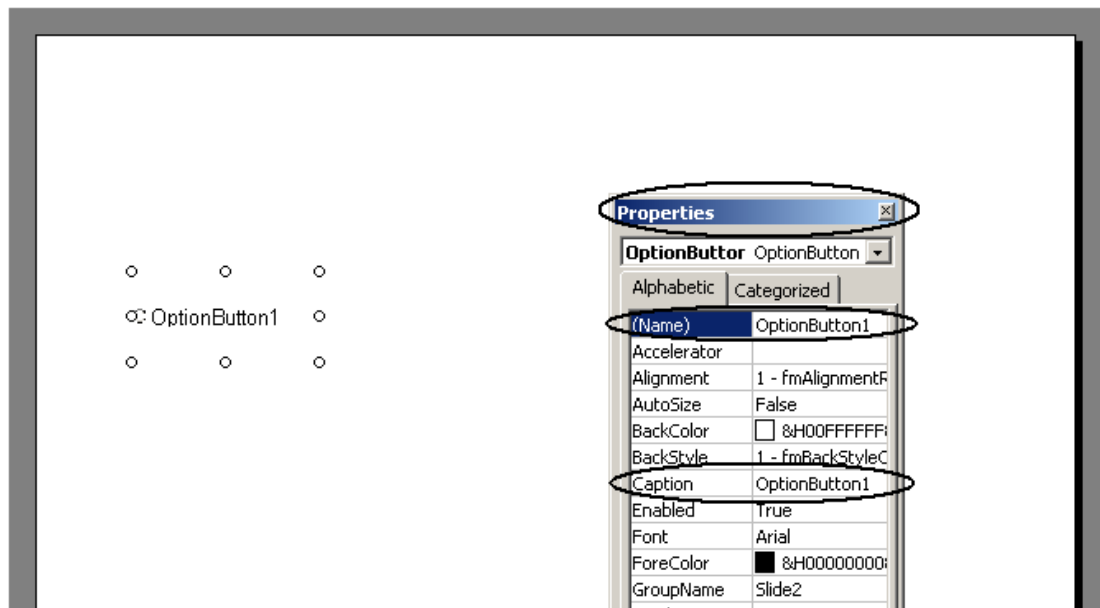 OptionButton1
Properties
OptionButtor OptionButton
Alphabetic Categorized
(Name) OptionButton1
Accelerator
Alignment 1 - fmAlignmentR
AutoSize False
BackColor &H00FFFFFF&
BackStyle 1 - fmBackStyleO
Caption OptionButton1
Enabled True
Font Arial
ForeColor &H00000000&
GroupName Slide2